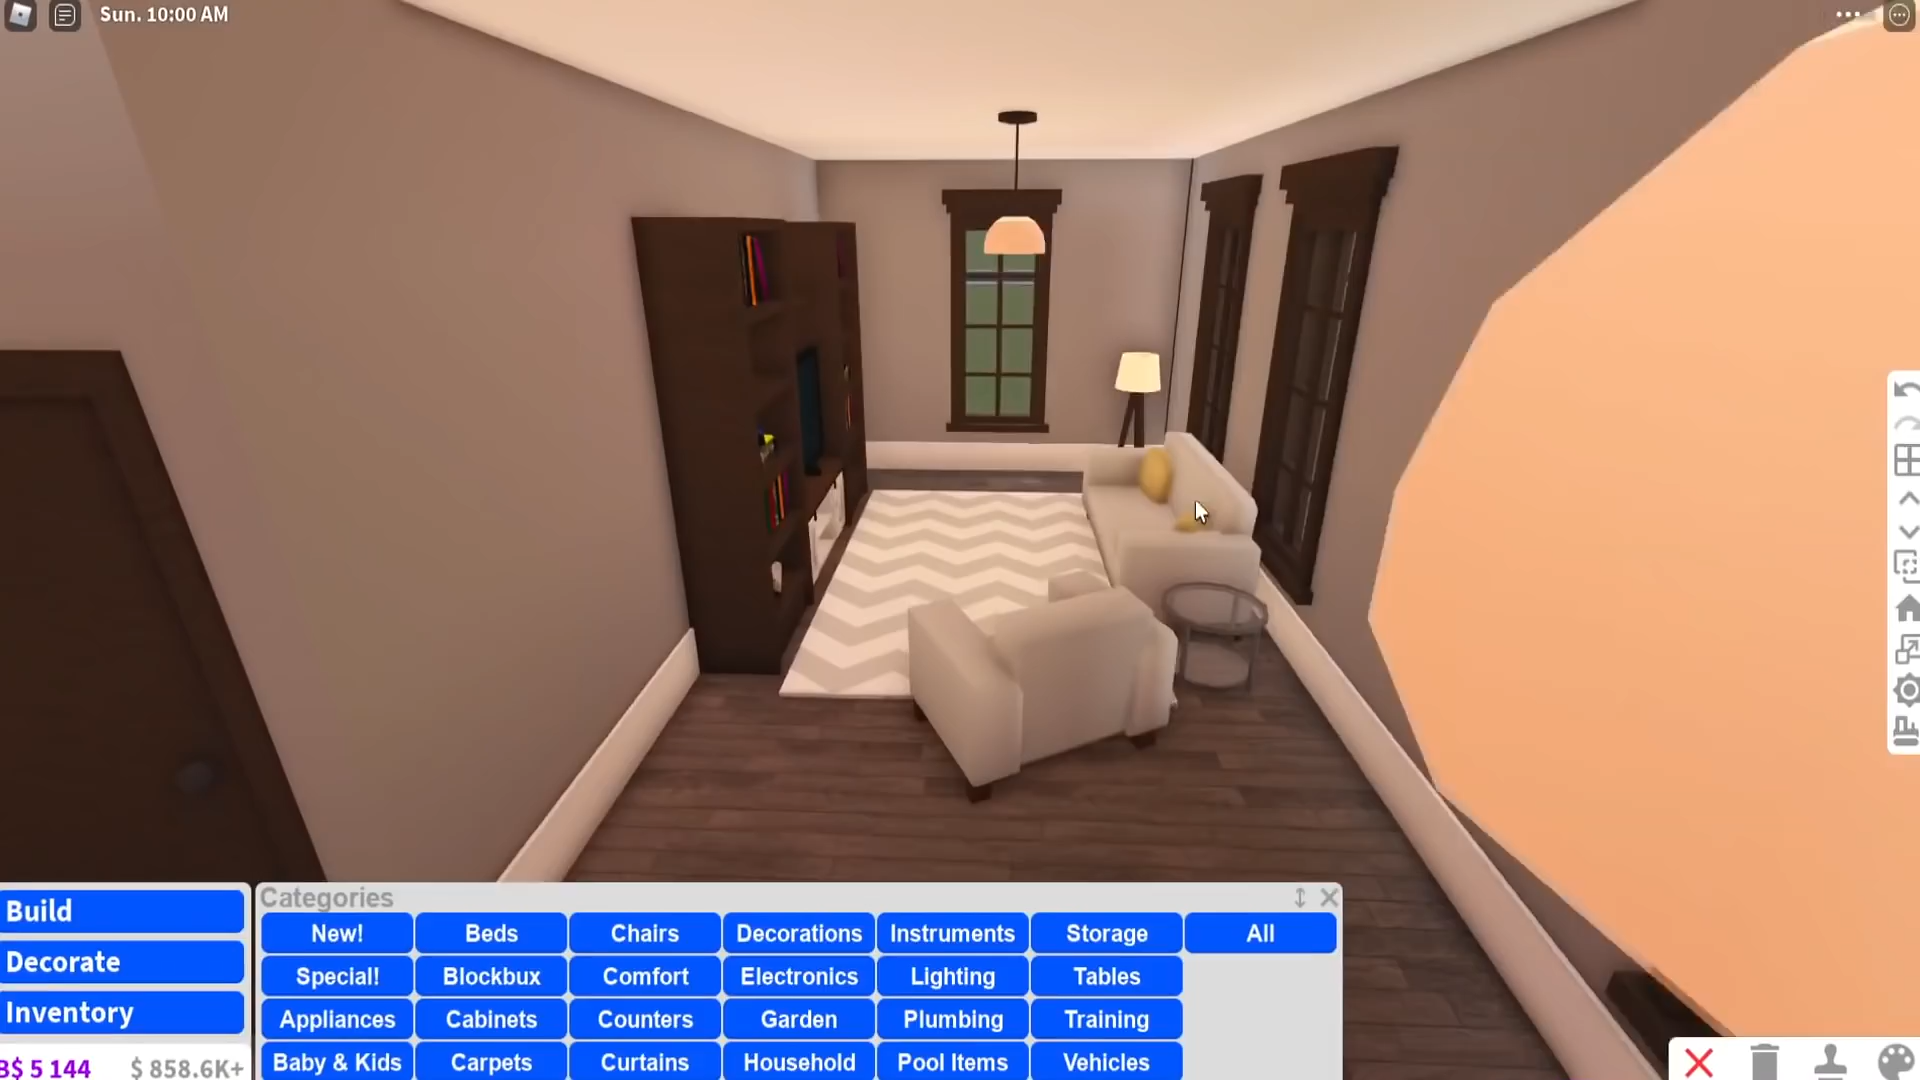 Sun. 10:00 AM
Build
Decorate
Inventory
B$ 5 144 $ 858.6K+
Categories
New! Beds Chairs Decorations Instruments Storage All
Special! Blockbux Comfort Electronics Lighting Tables
Appliances Cabinets Counters Garden Plumbing Training
Baby & Kids Carpets Curtains Household Pool Items Vehicles